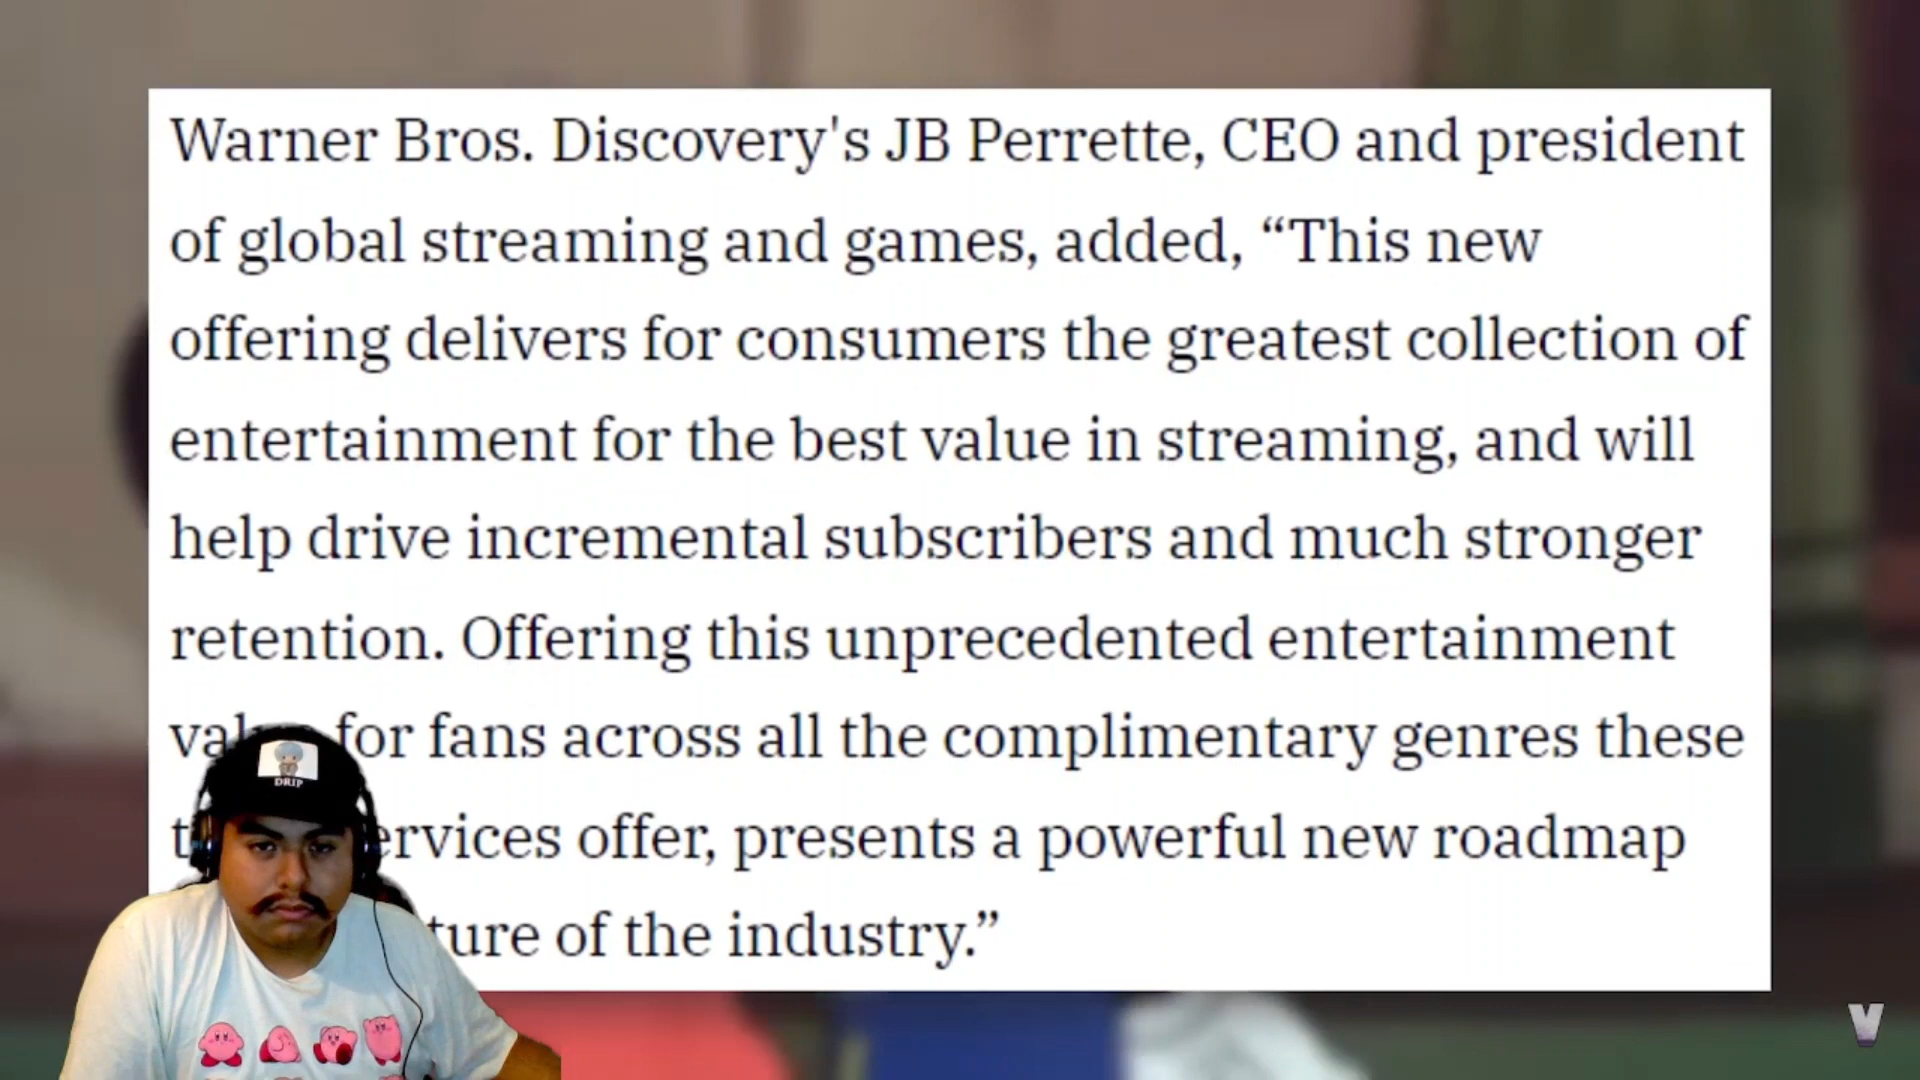 Warner Bros. Discovery's JB Perrette, CEO and president
of global streaming and games, added, “This new
offering delivers for consumers the greatest collection of
entertainment for the best value in streaming, and will
help drive incremental subscribers and much stronger
retention. Offering this unprecedented entertainment
for fans across all the complimentary genres these
offer, presents a powerful new roadmap
of the industry.”
DRIP
V